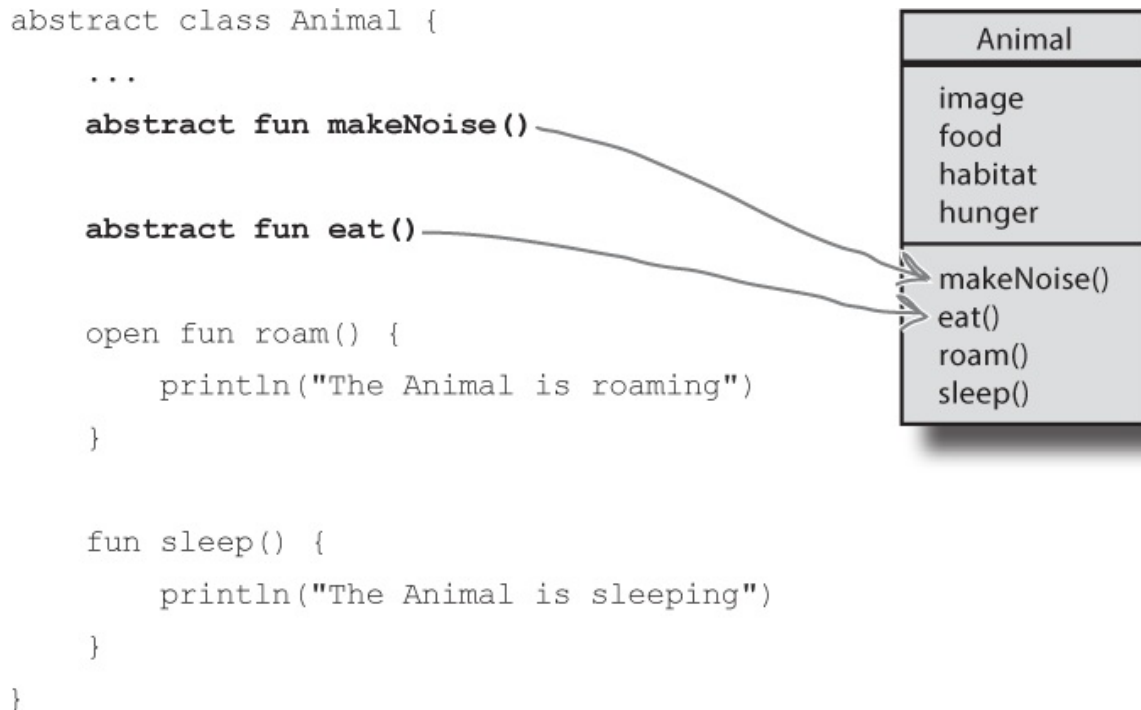 abstract class Animal {
...
abstract fun makeNoise()
abstract fun eat()
open fun roam() {
println("The Animal is roaming")
}
fun sleep() {
println("The Animal is sleeping")
}
}
Animal
image
food
habitat
hunger
makeNoise()
eat()
roam()
sleep()